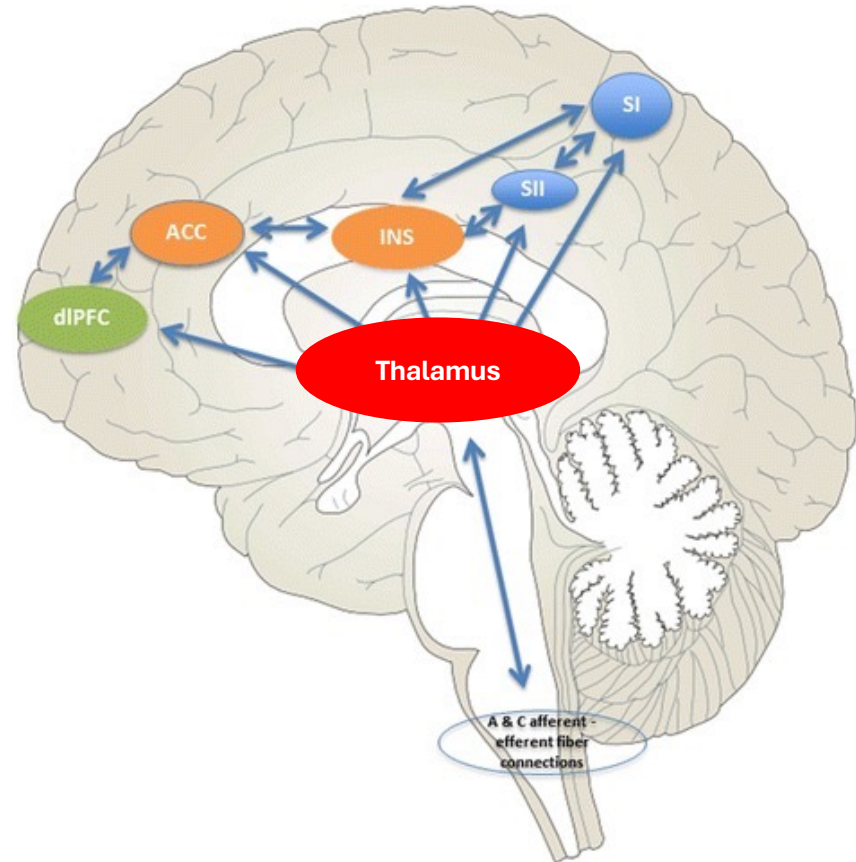 SI
SII
ACC
INS
dlPFC
Thalamus
A & C afferent -
efferent fiber
connections